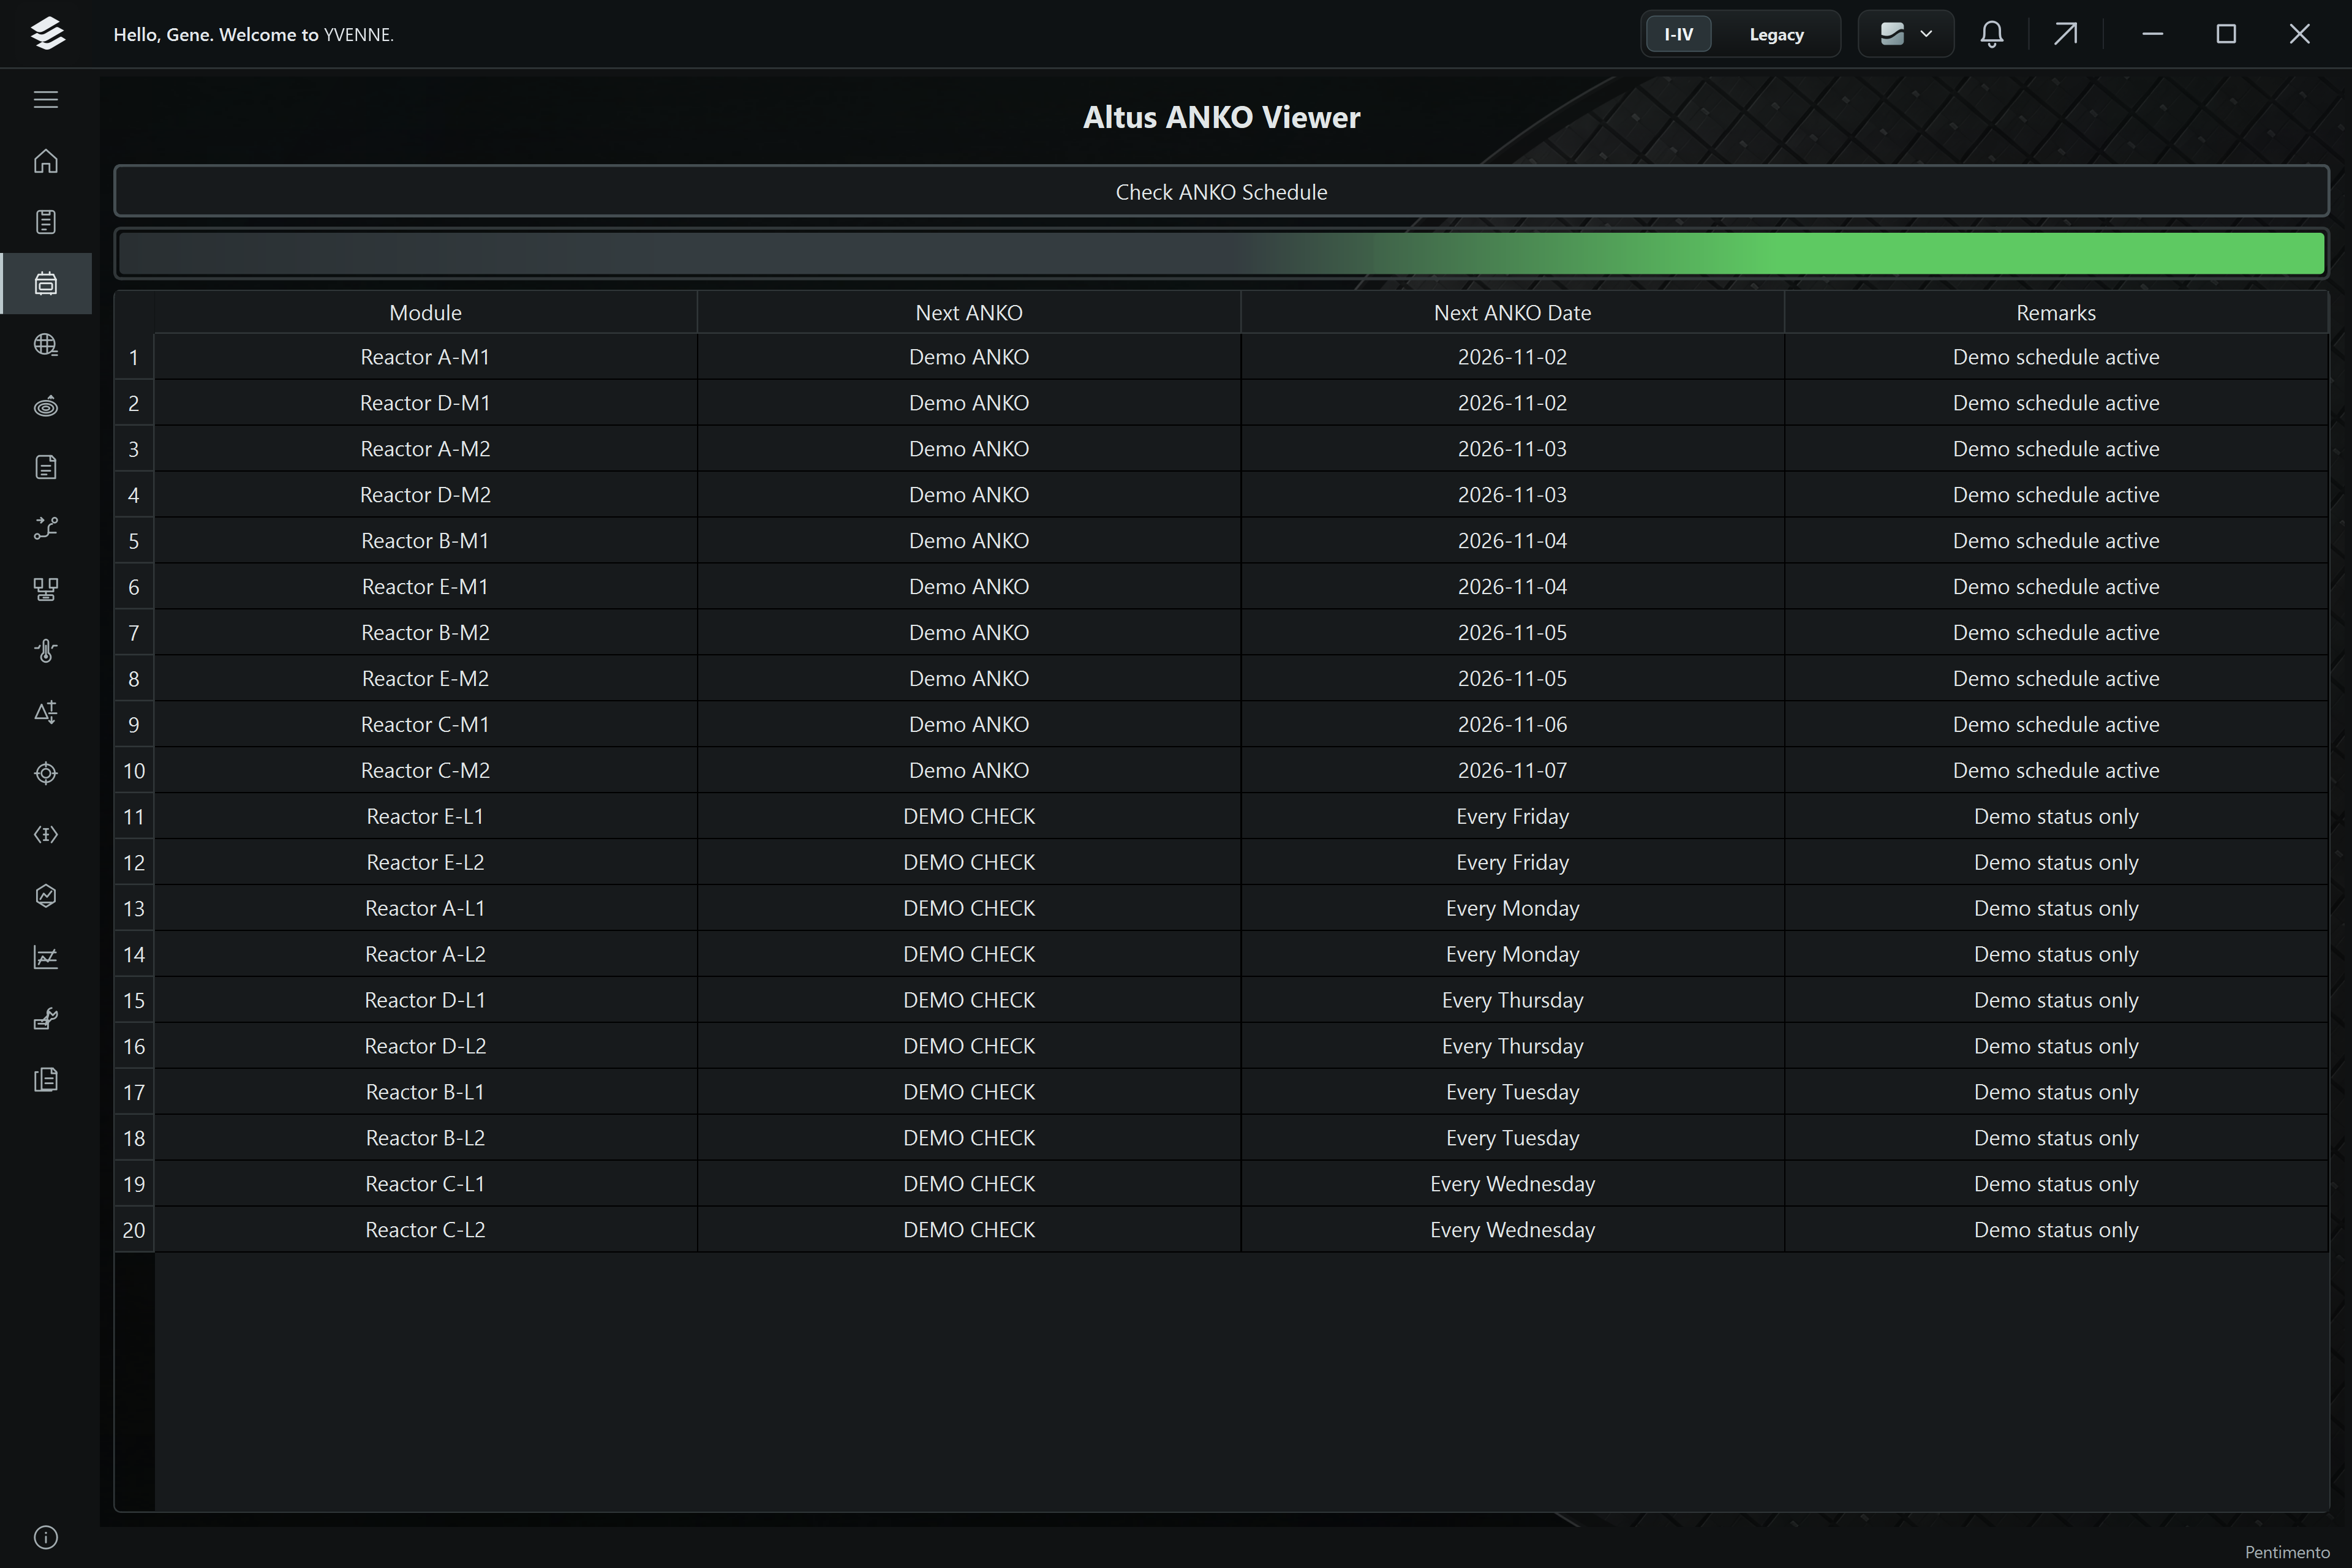 Hello, Gene. Welcome to YVENNE.
I-IV Legacy
Altus ANKO Viewer
Check ANKO Schedule
Module Next ANKO Next ANKO Date Remarks
1 Reactor A-M1 Demo ANKO 2026-11-02 Demo schedule active
2 Reactor D-M1 Demo ANKO 2026-11-02 Demo schedule active
3 Reactor A-M2 Demo ANKO 2026-11-03 Demo schedule active
4 Reactor D-M2 Demo ANKO 2026-11-03 Demo schedule active
5 Reactor B-M1 Demo ANKO 2026-11-04 Demo schedule active
6 Reactor E-M1 Demo ANKO 2026-11-04 Demo schedule active
7 Reactor B-M2 Demo ANKO 2026-11-05 Demo schedule active
8 Reactor E-M2 Demo ANKO 2026-11-05 Demo schedule active
9 Reactor C-M1 Demo ANKO 2026-11-06 Demo schedule active
10 Reactor C-M2 Demo ANKO 2026-11-07 Demo schedule active
11 Reactor E-L1 DEMO CHECK Every Friday Demo status only
12 Reactor E-L2 DEMO CHECK Every Friday Demo status only
13 Reactor A-L1 DEMO CHECK Every Monday Demo status only
14 Reactor A-L2 DEMO CHECK Every Monday Demo status only
15 Reactor D-L1 DEMO CHECK Every Thursday Demo status only
16 Reactor D-L2 DEMO CHECK Every Thursday Demo status only
17 Reactor B-L1 DEMO CHECK Every Tuesday Demo status only
18 Reactor B-L2 DEMO CHECK Every Tuesday Demo status only
19 Reactor C-L1 DEMO CHECK Every Wednesday Demo status only
20 Reactor C-L2 DEMO CHECK Every Wednesday Demo status only
Pentimento